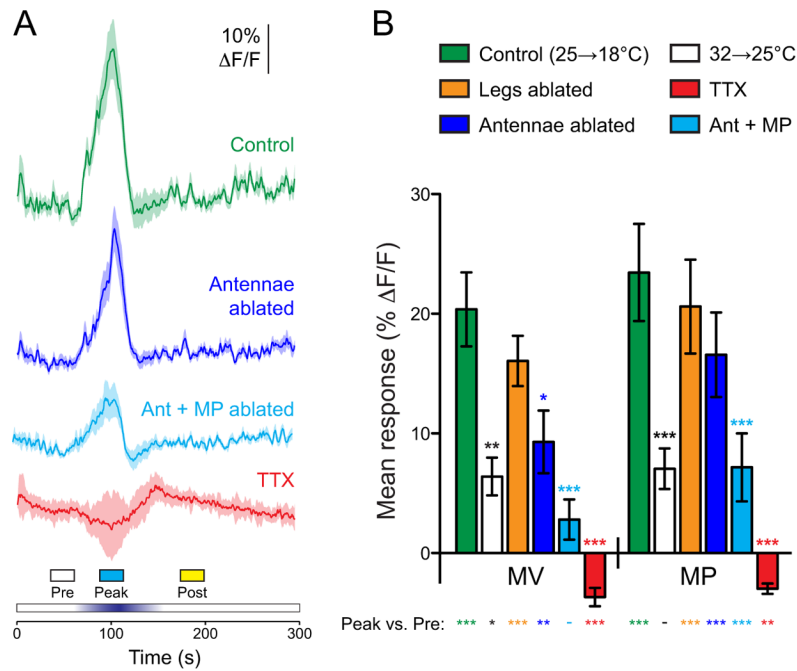 A
10%
ΔF/F
Control
Antennae
ablated
Ant + MP ablated
TTX
Pre
Peak
Post
0
100
200
300
Time (s)
B
Control (25→18°C)
32→25°C
Legs ablated
TTX
Antennae ablated
Ant + MP
Mean response (% ΔF/F)
30
20
10
0
**
*
***
***
***
***
***
MV
MP
Peak vs. Pre: *** * *** ** - *** *** - *** *** *** **